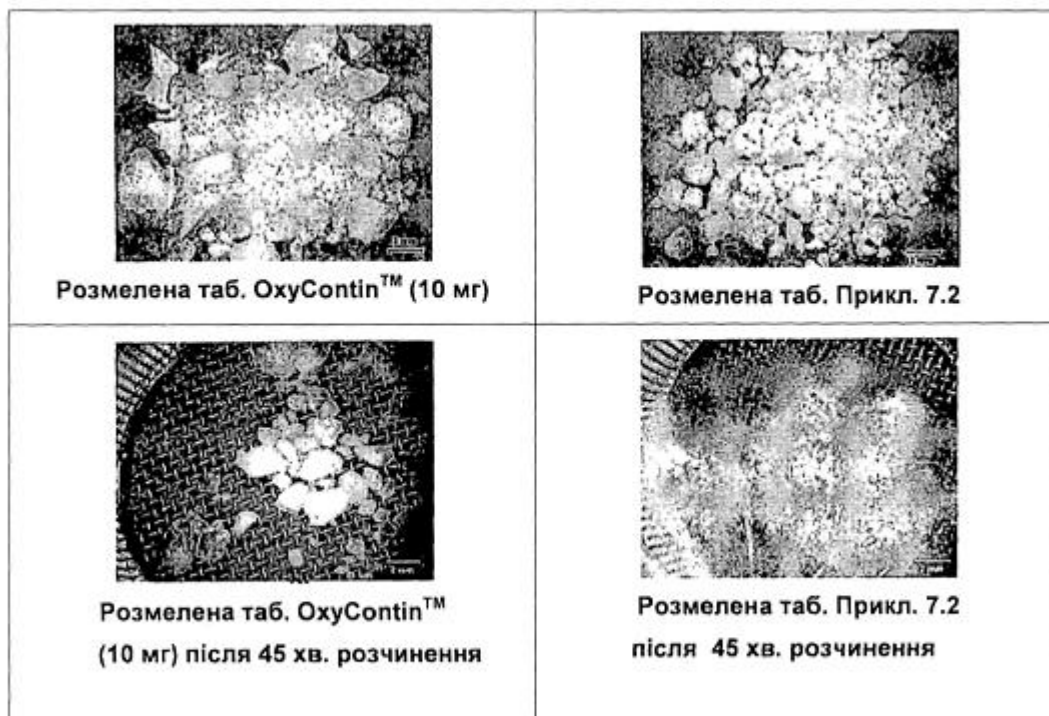 Розмелена таб. OxyContin™ (10 мг)
Розмелена таб. Прикл. 7.2
Розмелена таб. OxyContin™
(10 мг) після 45 хв. розчинення
Розмелена таб. Прикл. 7.2
після 45 хв. розчинення